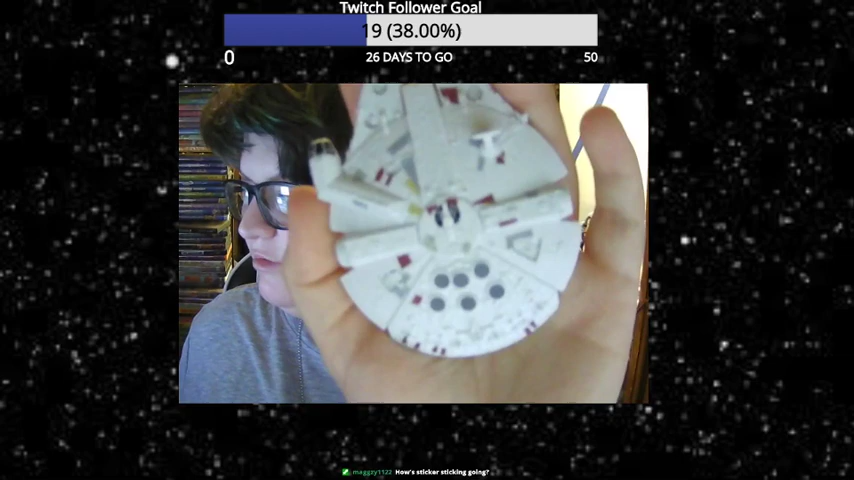 Twitch Follower Goal
19 (38.00%)
0 26 DAYS TO GO 50
maggzy1122 How's sticker sticking going?